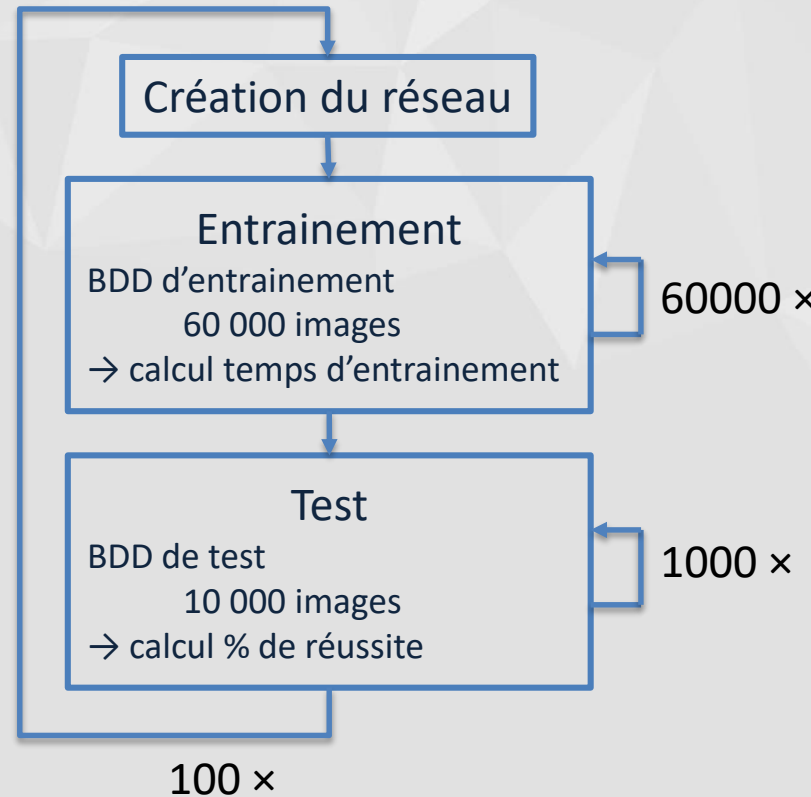 Création du réseau
Entrainement
BDD d'entrainement
60 000 images
→ calcul temps d'entrainement
60000 ×
Test
BDD de test
10 000 images
→ calcul % de réussite
1000 ×
100 ×